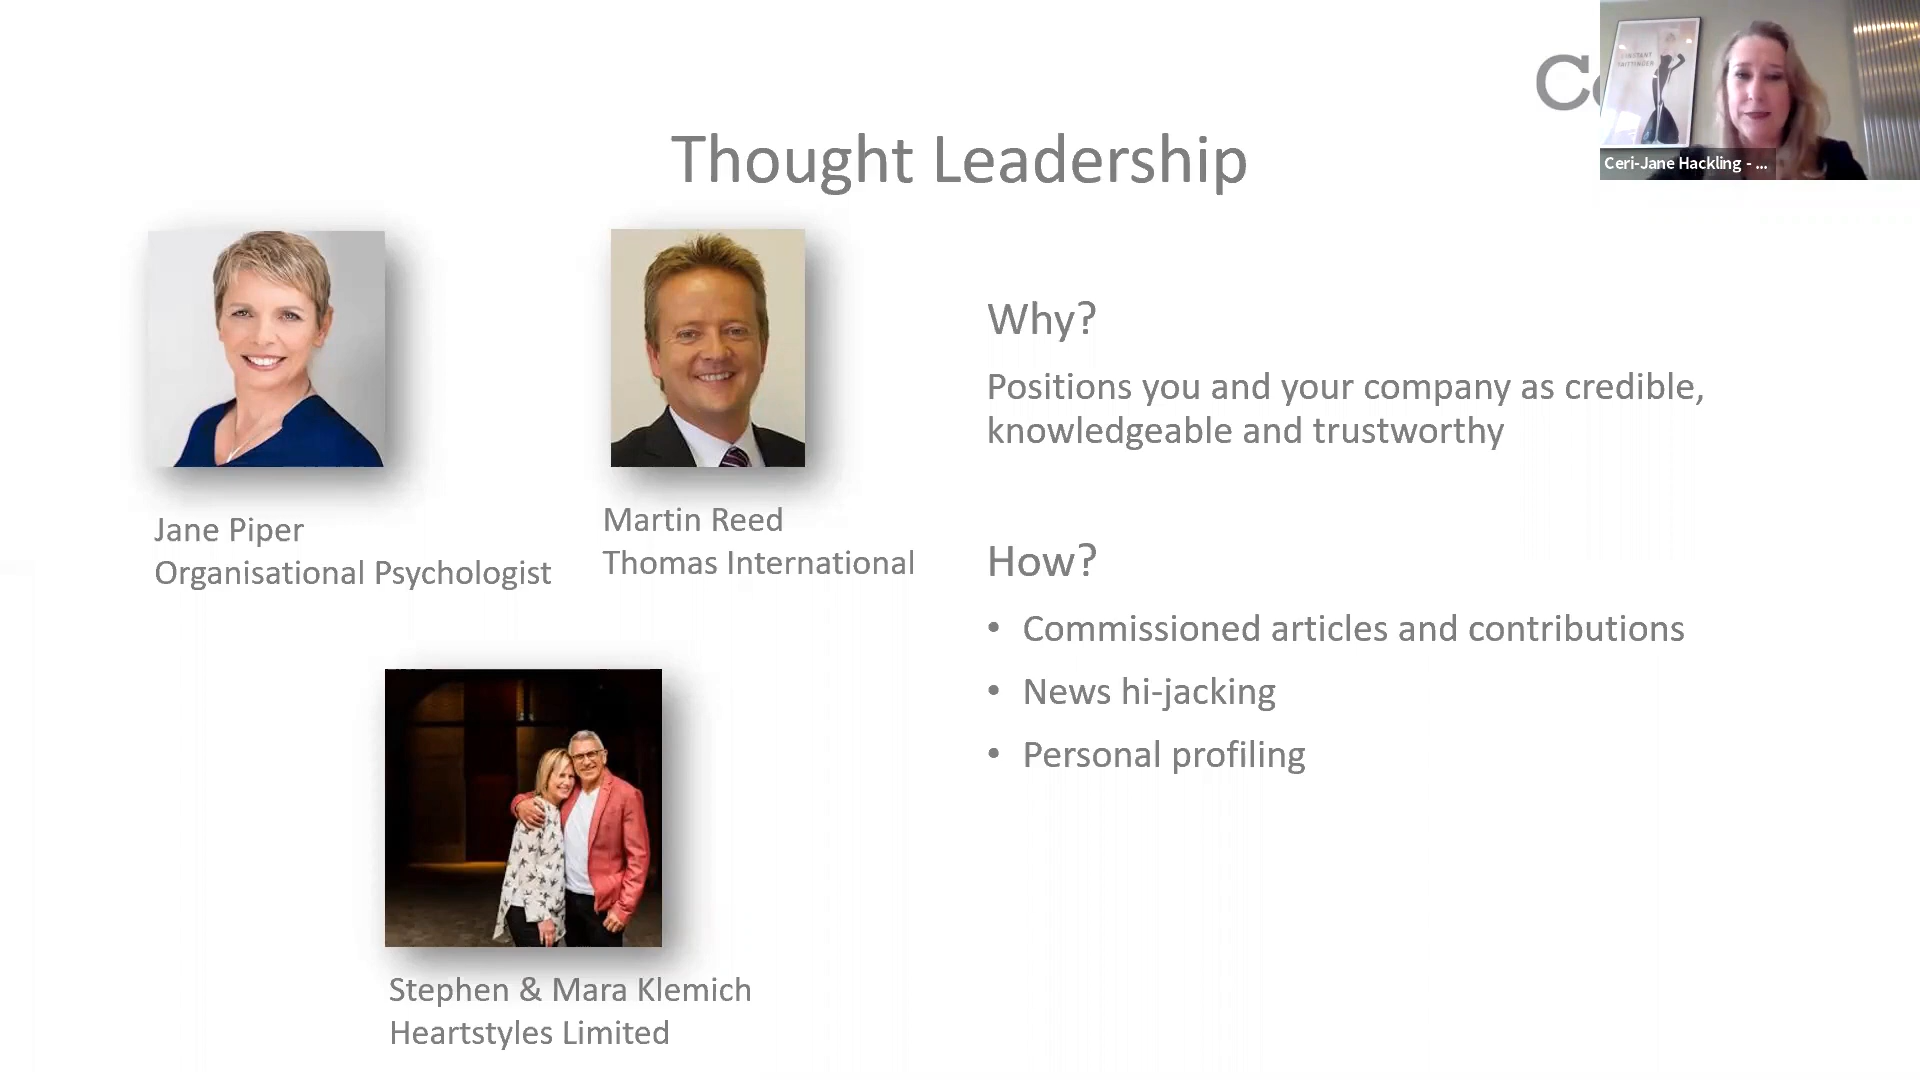 Thought Leadership
Ceri-Jane Hackling - ...
Jane Piper
Organisational Psychologist
Martin Reed
Thomas International
Stephen & Mara Klemich
Heartstyles Limited
Why?
Positions you and your company as credible,
knowledgeable and trustworthy
How?
• Commissioned articles and contributions
• News hi-jacking
• Personal profiling